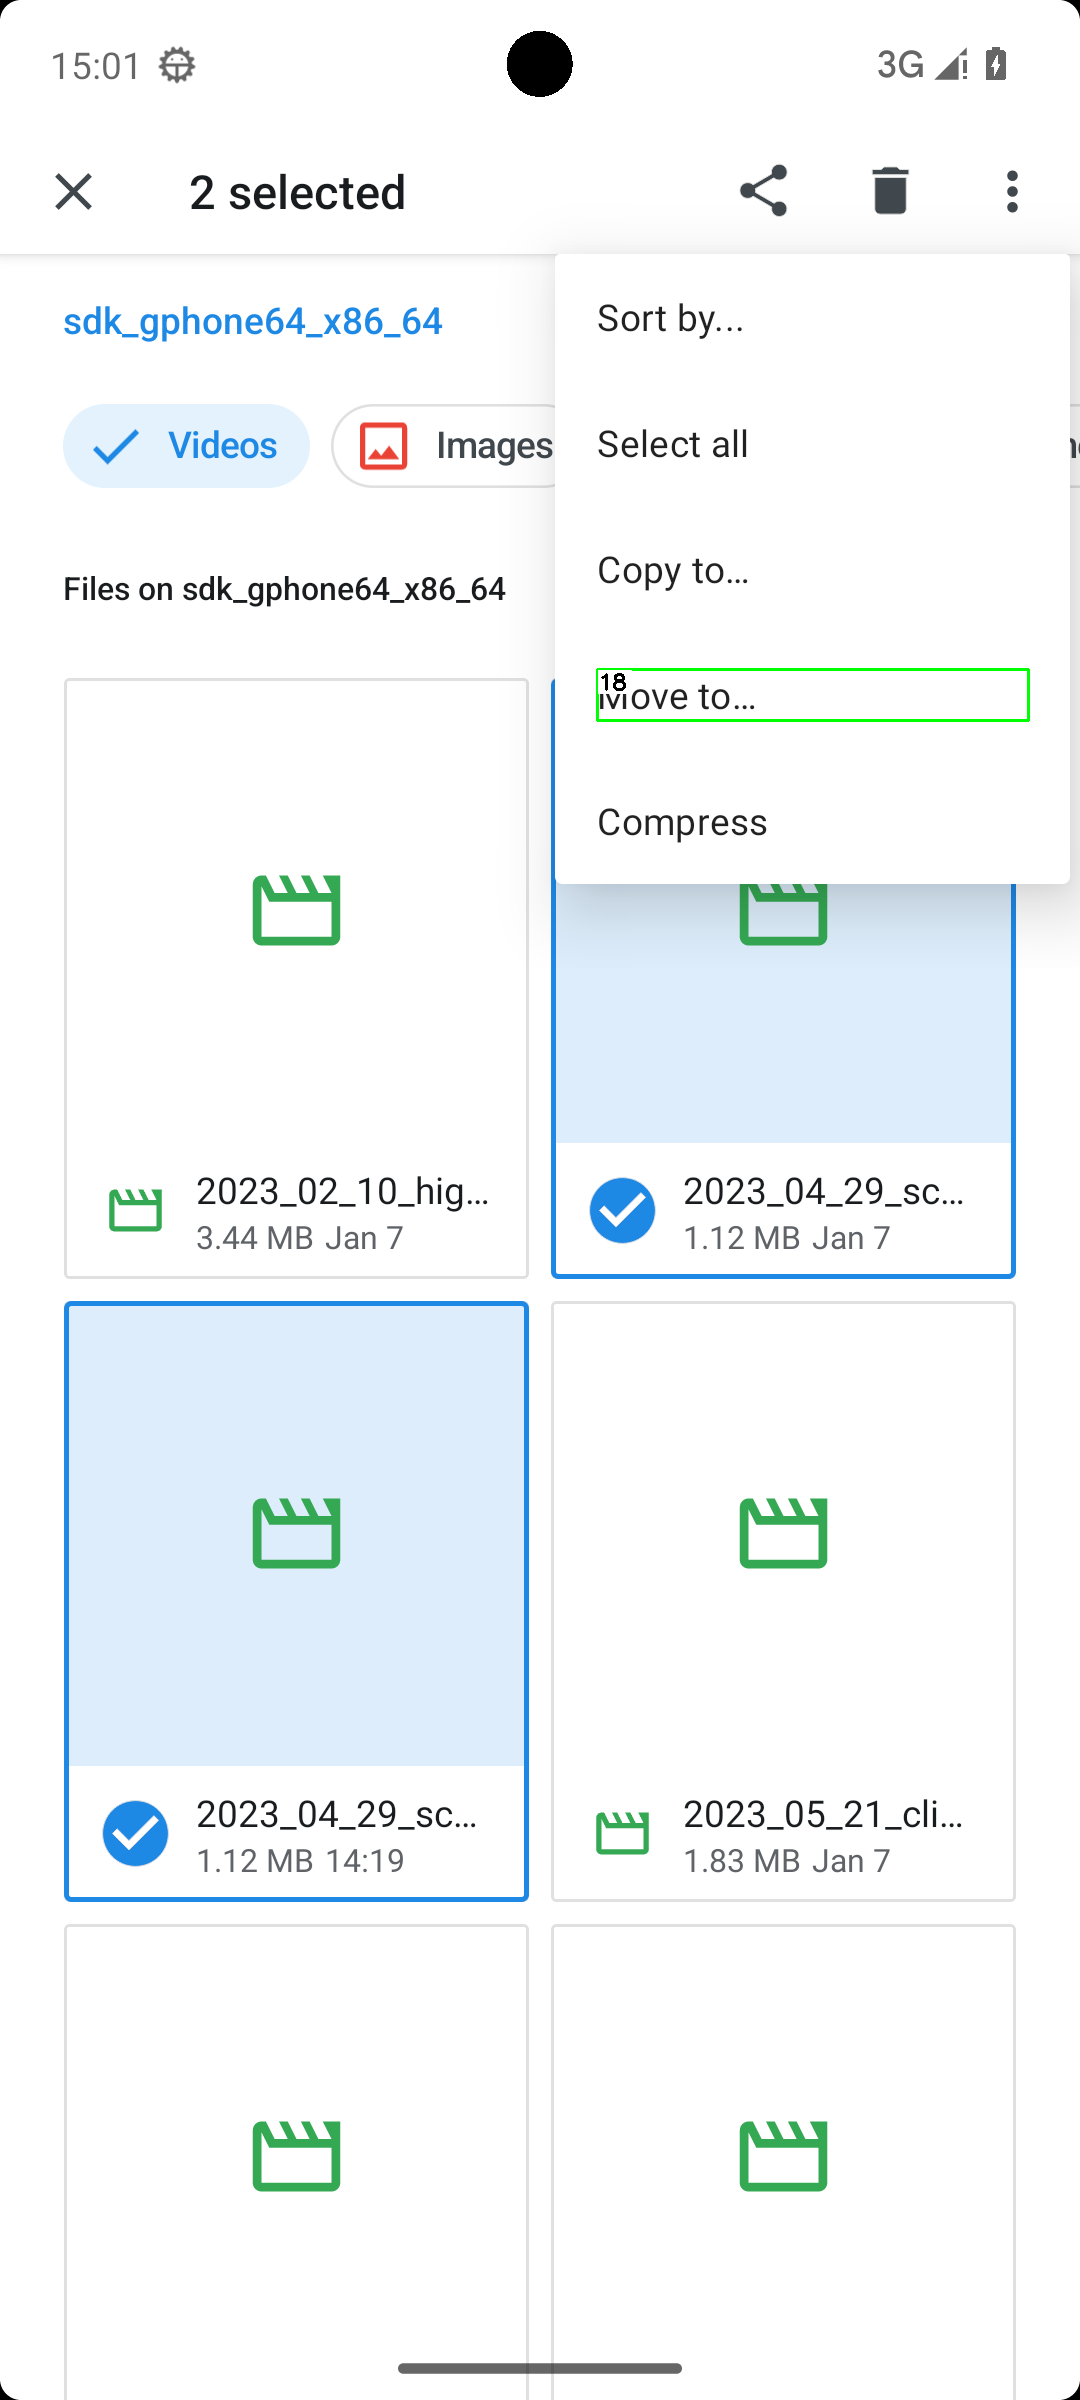 15:01
3G
2 selected
sdk_gphone64_x86_64
Sort by...
Select all
Copy to…
18
Move to…
Compress
Videos
Images
Files on sdk_gphone64_x86_64
2023_02_10_hig…
3.44 MB Jan 7
2023_04_29_sc…
1.12 MB Jan 7
2023_04_29_sc…
1.12 MB 14:19
2023_05_21_cli…
1.83 MB Jan 7